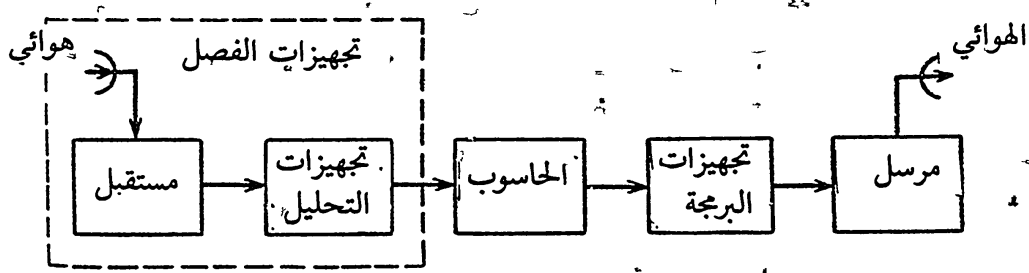 تجهيزات الفصل
هوائي
الهوائي
مستقبل
تجهيزات
التحليل
الحاسوب
تجهيزات
البرمجة
مرسل